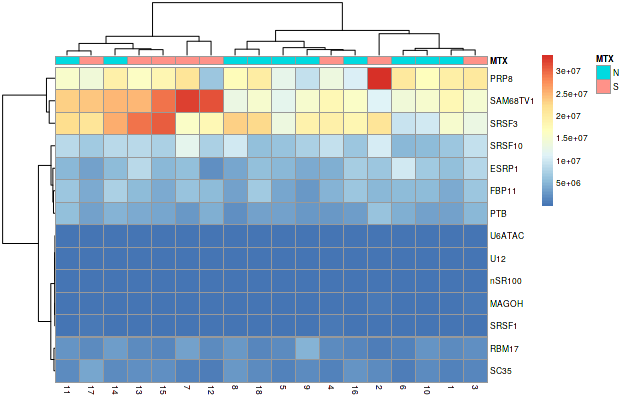 MTX
PRP8
SAM68TV1
SRSF3
SRSF10
ESRP1
FBP11
PTB
U6ATAC
U12
nSR100
MAGOH
SRSF1
RBM17
SC35
11 17 14 13 15 7 12 8 18 5 9 4 16 2 6 10 1 3
3e+07
2.5e+07
2e+07
1.5e+07
1e+07
5e+06
MTX
N
S